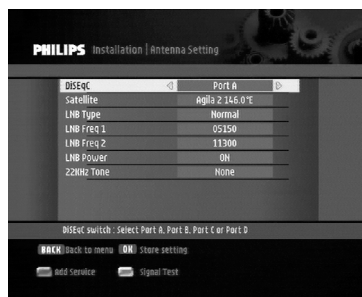 PHILIPS Installation | Antenna Setting
DiSEqC Port A
Satellite Agila 2 146.0°E
LNB Type Normal
LNB Freq 1 05150
LNB Freq 2 11300
LNB Power ON
22KHz Tone None
DiSEqC switch : Select Port A, Port B, Port C or Port D
BACK Back to menu OK Store setting
Add Service Signal Test